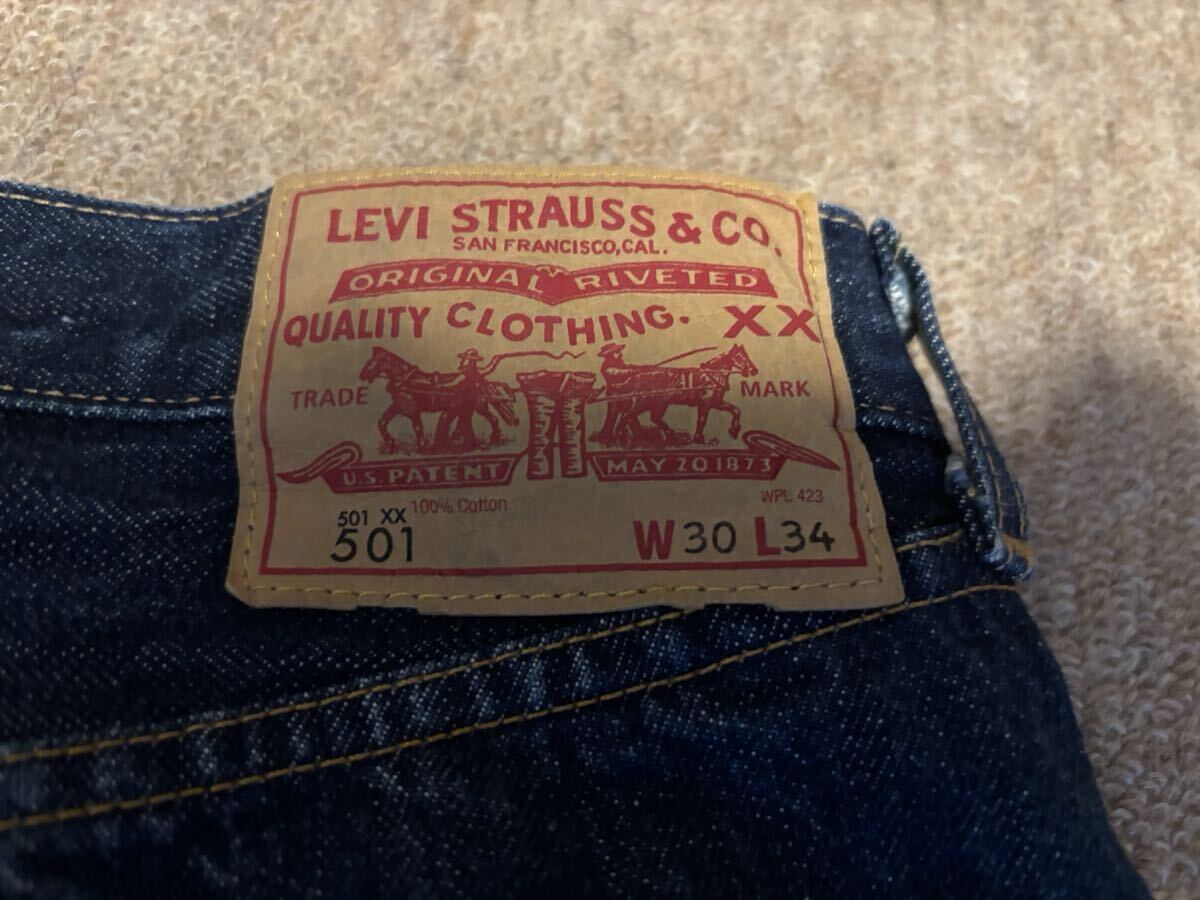 LEVI STRAUSS & CO.
SAN FRANCISCO, CAL.
ORIGINAL RIVETED
QUALITY CLOTHING. XX
TRADE MARK
U.S. PATENT MAY 20 1873
100% Cotton WPL 423
501 XX
501 W30 L34